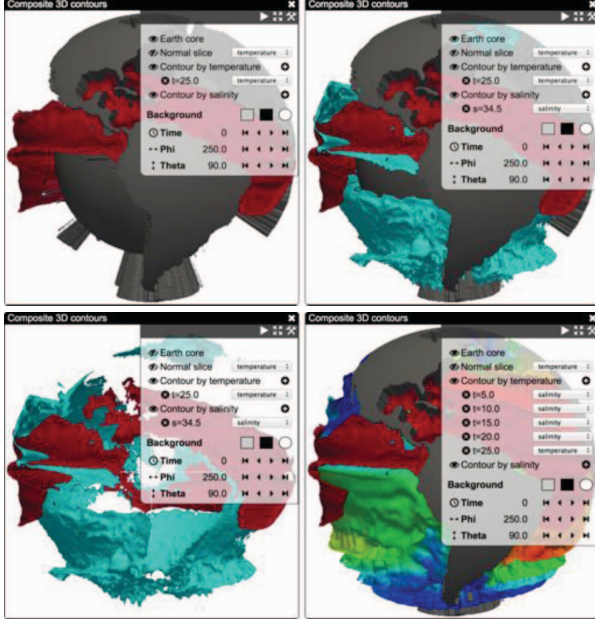 Composite 3D contours
Earth core
Normal slice temperature
Contour by temperature
t=25.0 temperature
Contour by salinity
Background
Time 0
Phi 250.0
Theta 90.0
Composite 3D contours
Earth core
Normal slice temperature
Contour by temperature
t=25.0 temperature
Contour by salinity
s=34.5 salinity
Background
Time 0
Phi 250.0
Theta 90.0
Composite 3D contours
Earth core
Normal slice temperature
Contour by temperature
t=25.0 temperature
Contour by salinity
s=34.5 salinity
Background
Time 0
Phi 250.0
Theta 90.0
Composite 3D contours
Earth core
Normal slice temperature
Contour by temperature
t=5.0 salinity
t=10.0 salinity
t=15.0 salinity
t=20.0 salinity
t=25.0 temperature
Contour by salinity
Background
Time 0
Phi 250.0
Theta 90.0